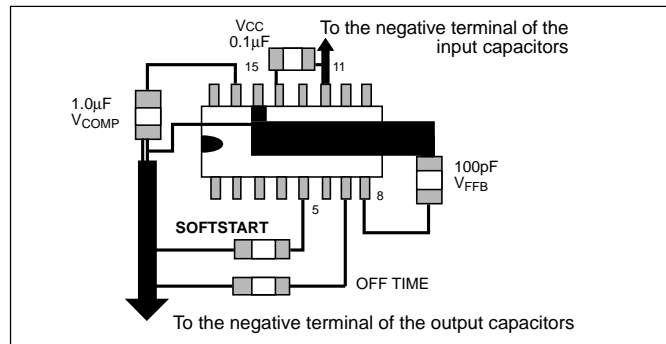 To the negative terminal of the
input capacitors
VCC
0.1μF
15
11
1.0μF
VCOMP
100pF
VFFB
5
8
SOFTSTART
OFF TIME
To the negative terminal of the output capacitors